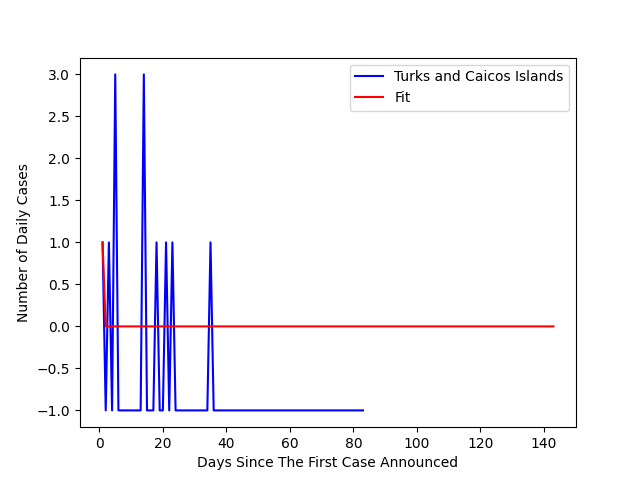 Turks and Caicos Islands
Fit
Number of Daily Cases
3.0
2.5
2.0
1.5
1.0
0.5
0.0
−0.5
−1.0
0 20 40 60 80 100 120 140
Days Since The First Case Announced